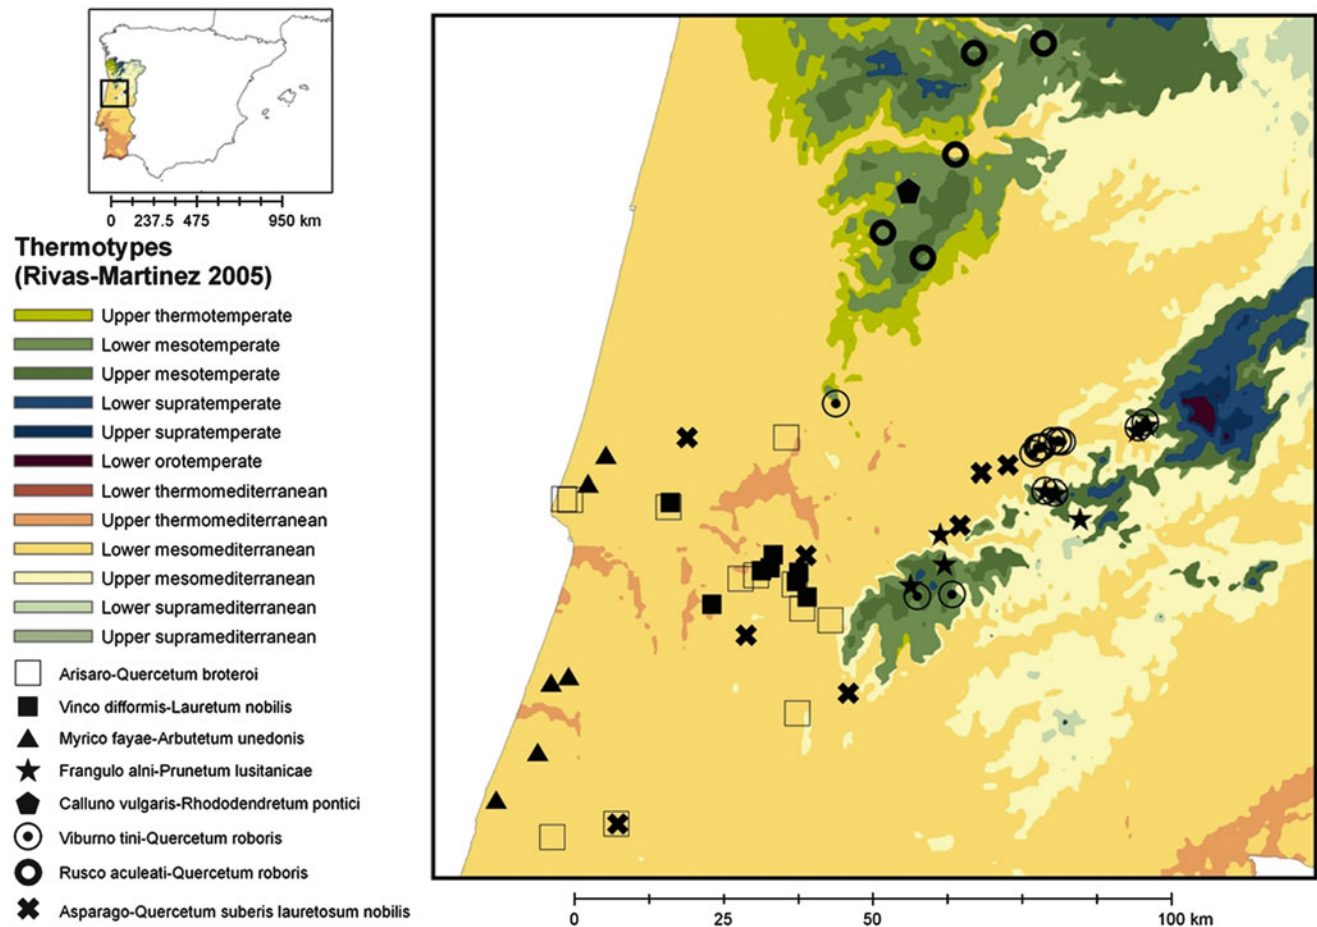 0 237.5 475 950 km
Thermotypes
(Rivas-Martinez 2005)
Upper thermotemperate
Lower mesotemperate
Upper mesotemperate
Lower supratemperate
Upper supratemperate
Lower orotemperate
Lower thermomediterranean
Upper thermomediterranean
Lower mesomediterranean
Upper mesomediterranean
Lower supramediterranean
Upper supramediterranean
Arisaro-Quercetum broteroi
Vinco difformis-Lauretum nobilis
Myrico fayae-Arbutetum unedonis
Frangulo alni-Prunetum lusitanicae
Calluno vulgaris-Rhododendretum pontici
Viburno tini-Quercetum roboris
Rusco aculeati-Quercetum roboris
Asparago-Quercetum suberis lauretosum nobilis
0 25 50 100 km